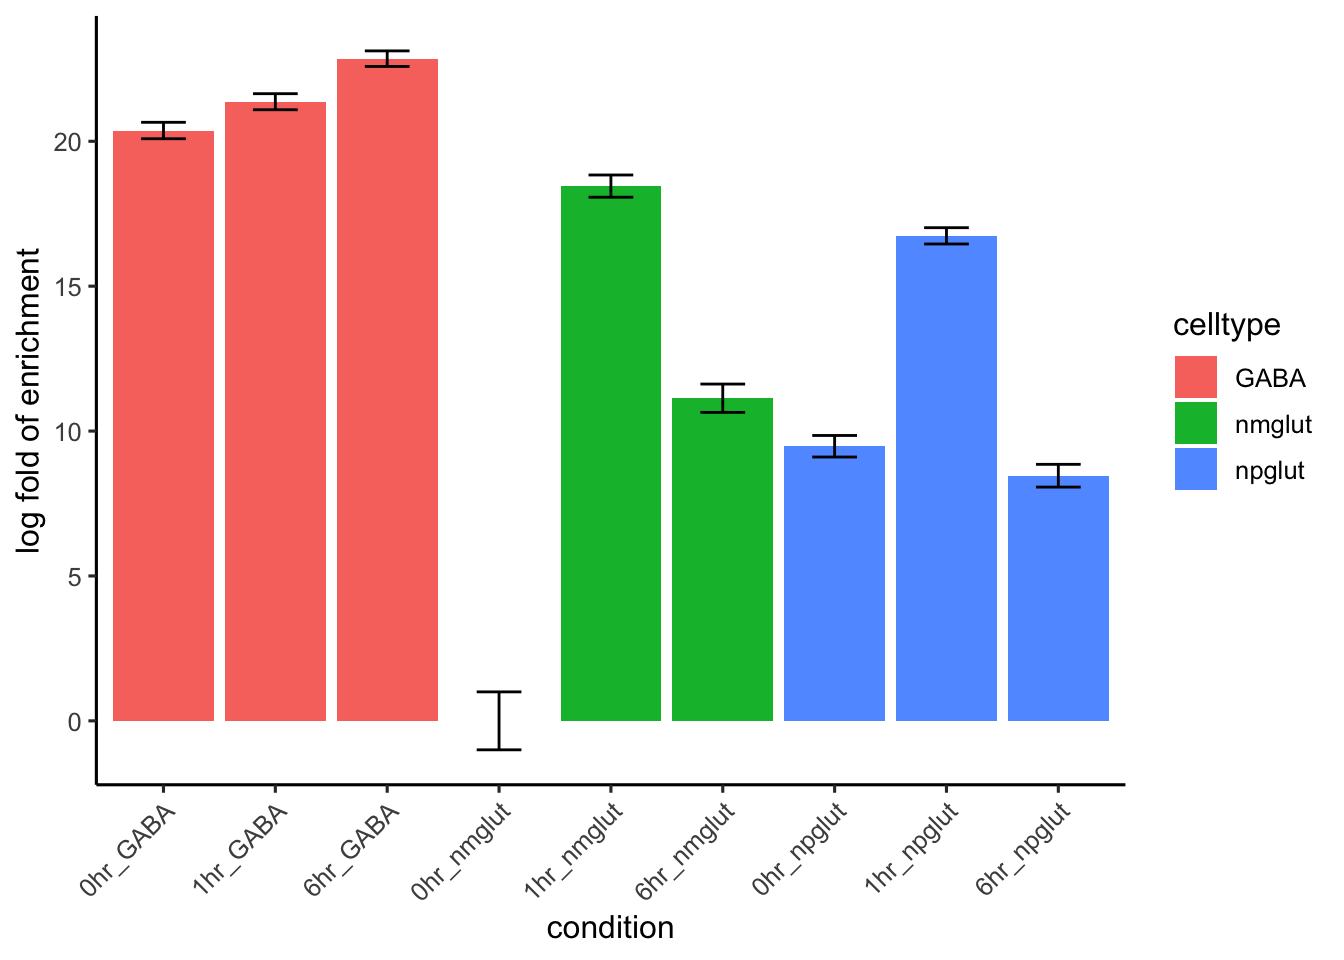 log fold of enrichment
20
15
10
5
0
0hr_GABA
1hr_GABA
6hr_GABA
0hr_nmglut
1hr_nmglut
6hr_nmglut
0hr_npglut
1hr_npglut
6hr_npglut
condition
celltype
GABA
nmglut
npglut